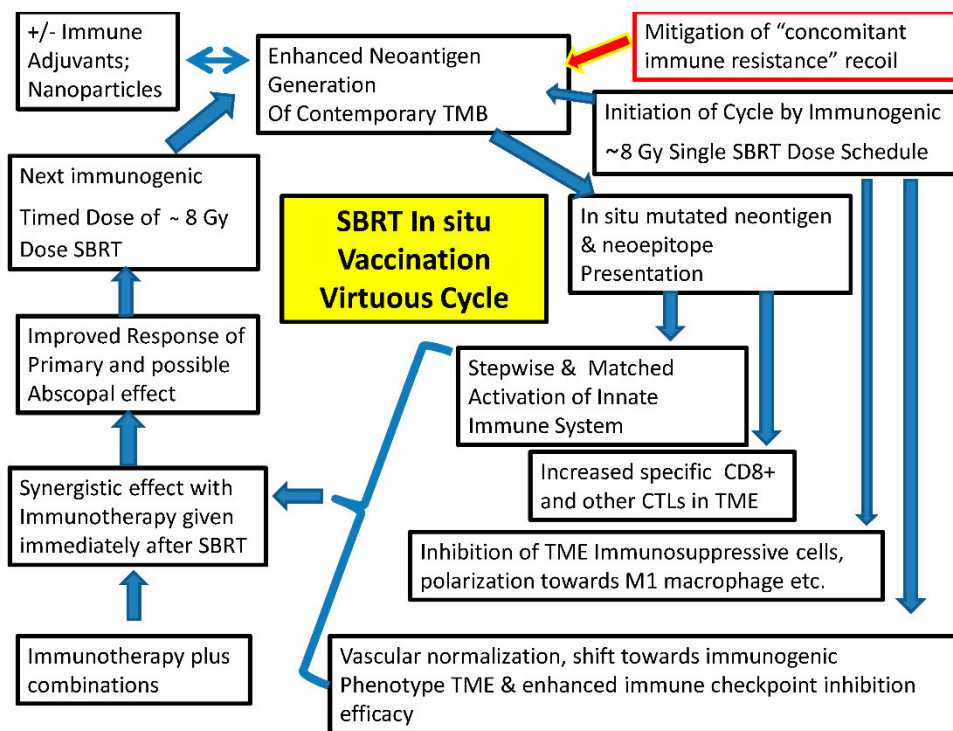 +/- Immune
Adjuvants;
Nanoparticles
Enhanced Neoantigen
Generation
Of Contemporary TMB
Mitigation of “concomitant
immune resistance” recoil
Initiation of Cycle by Immunogenic
~8 Gy Single SBRT Dose Schedule
Next immunogenic
Timed Dose of ~ 8 Gy
Dose SBRT
SBRT In situ
Vaccination
Virtuous Cycle
In situ mutated neontigen
& neoepitope
Presentation
Improved Response of
Primary and possible
Abscopal effect
Stepwise & Matched
Activation of Innate
Immune System
Increased specific CD8+
and other CTLs in TME
Synergistic effect with
Immunotherapy given
immediately after SBRT
Inhibition of TME Immunosuppressive cells,
polarization towards M1 macrophage etc.
Immunotherapy plus
combinations
Vascular normalization, shift towards immunogenic
Phenotype TME & enhanced immune checkpoint inhibition
efficacy